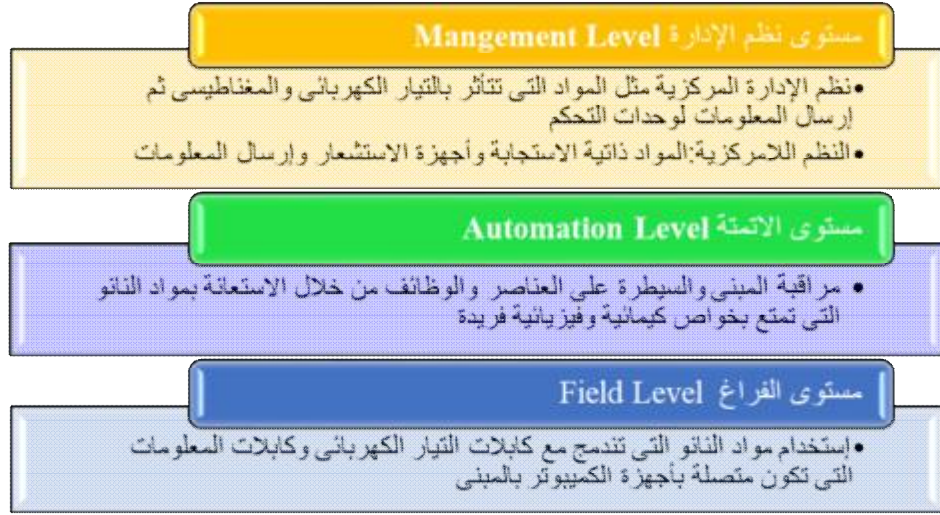 مستوى نظم الإدارة Mangement Level
•نظم الإدارة المركزية مثل المواد التى تتأثر بالتيار الكهربائى والمغناطيسى ثم
إرسال المعلومات لوحدات التحكم
•النظم اللامركزية:المواد ذاتية الاستجابة وأجهزة الاستشعار وإرسال المعلومات
مستوى الاتمتة Automation Level
• مراقبة المبنى والسيطرة على العناصر والوظائف من خلال الاستعانة بمواد النانو
التى تمتع بخواص كيمائية وفيزيائية فريدة
مستوى الفراغ Field Level
•إستخدام مواد النانو التى تندمج مع كابلات التيار الكهربائى وكابلات المعلومات
التى تكون متصلة بأجهزة الكمبيوتر بالمبنى